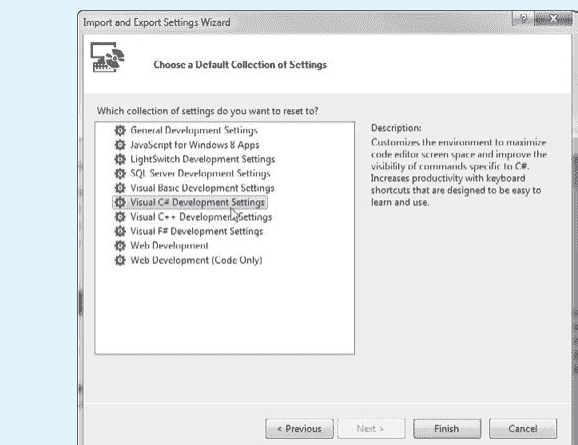 Import and Export Settings Wizard
Choose a Default Collection of Settings
Which collection of settings do you want to reset to?
General Development Settings
JavaScript for Windows 8 Apps
LightSwitch Development Settings
SQL Server Development Settings
Visual Basic Development Settings
Visual C# Development Settings
Visual C++ Development Settings
Visual F# Development Settings
Web Development
Web Development (Code Only)
Description:
Customizes the environment to maximize
code editor screen space and improve the
visibility of commands specific to C#.
Increases productivity with keyboard
shortcuts that are designed to be easy to
learn and use.
< Previous
Next >
Finish
Cancel